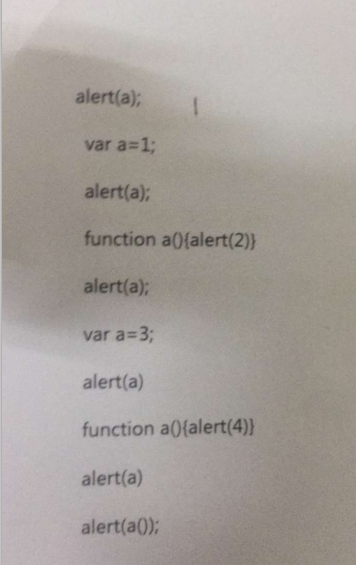 alert(a);
var a=1;
alert(a);
function a(){alert(2)}
alert(a);
var a=3;
alert(a)
function a(){alert(4)}
alert(a)
alert(a());